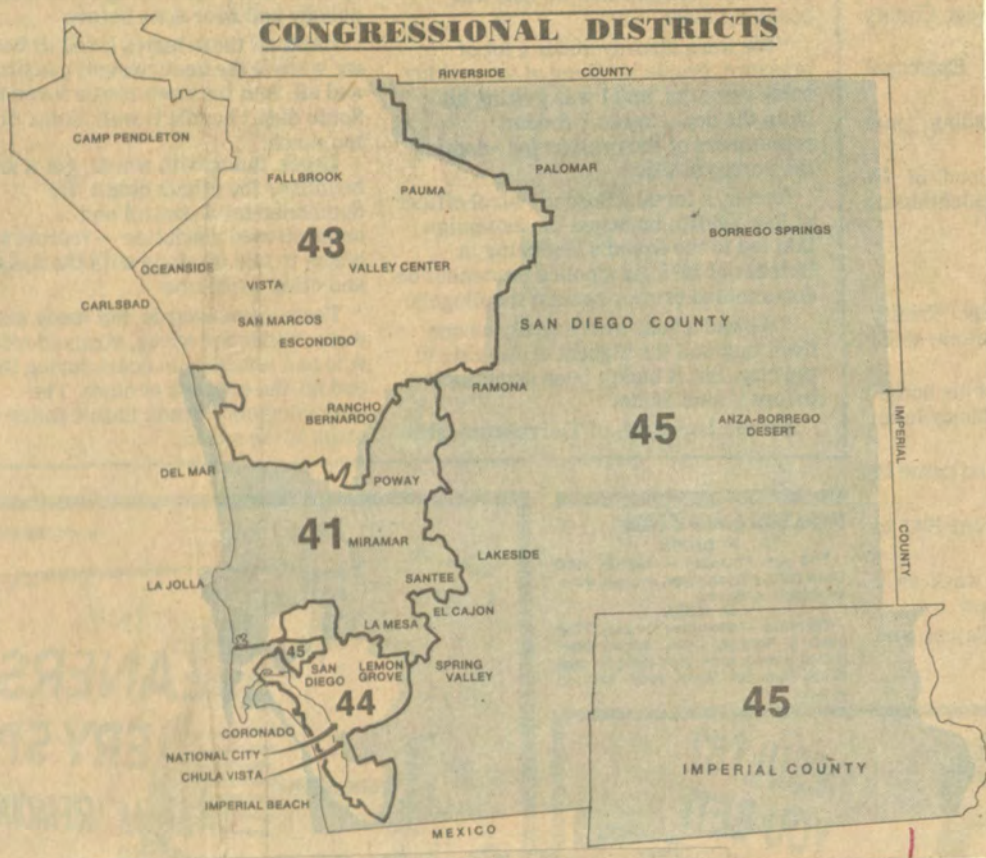 CONGRESSIONAL DISTRICTS
RIVERSIDE COUNTY
CAMP PENDLETON
FALLBROOK
PAUMA
PALOMAR
43
BORREGO SPRINGS
OCEANSIDE
VALLEY CENTER
VISTA
CARLSBAD
SAN MARCOS
ESCONDIDO
SAN DIEGO COUNTY
RAMONA
RANCHO
BERNARDO
45
ANZA-BORREGO
DESERT
IMPERIAL COUNTY
DEL MAR
POWAY
41
MIRAMAR
LAKESIDE
LA JOLLA
SANTEE
EL CAJON
LA MESA
45
SAN
DIEGO
LEMON
GROVE
SPRING
VALLEY
44
45
CORONADO
NATIONAL CITY
CHULA VISTA
IMPERIAL COUNTY
IMPERIAL BEACH
MEXICO